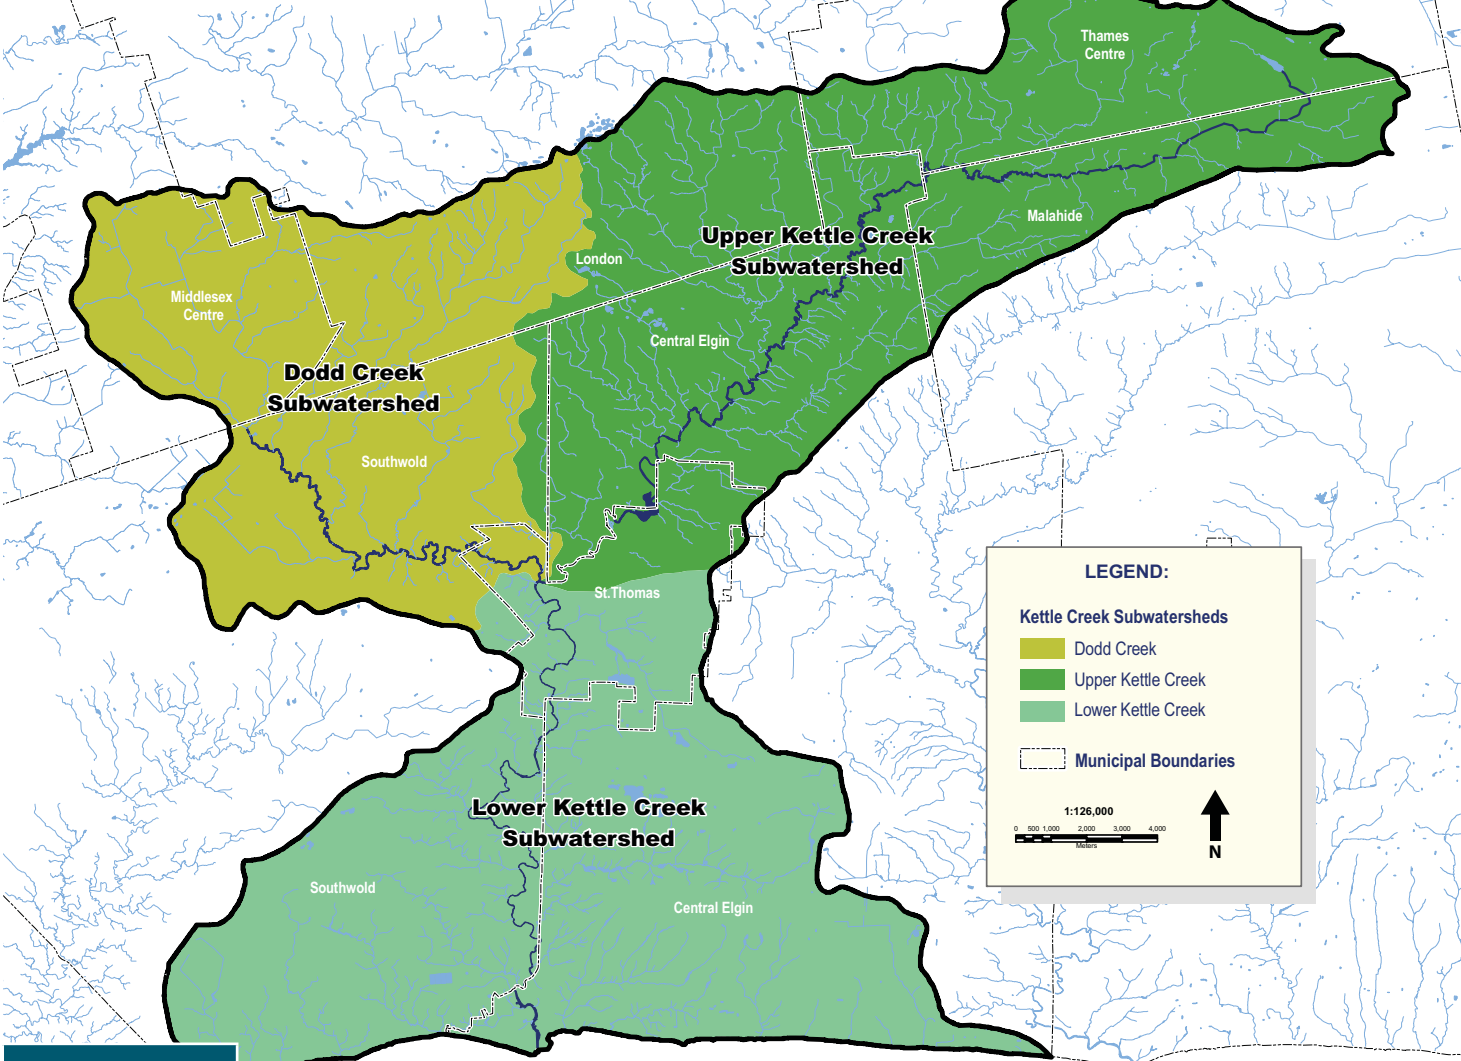 Thames
Centre
Malahide
Upper Kettle Creek
Subwatershed
London
Middlesex
Centre
Central Elgin
Dodd Creek
Subwatershed
Southwold
St.Thomas
Lower Kettle Creek
Subwatershed
Southwold
Central Elgin
LEGEND:
Kettle Creek Subwatersheds
Dodd Creek
Upper Kettle Creek
Lower Kettle Creek
Municipal Boundaries
1:126,000
0 500 1,000 2,000 3,000 4,000
Meters
N